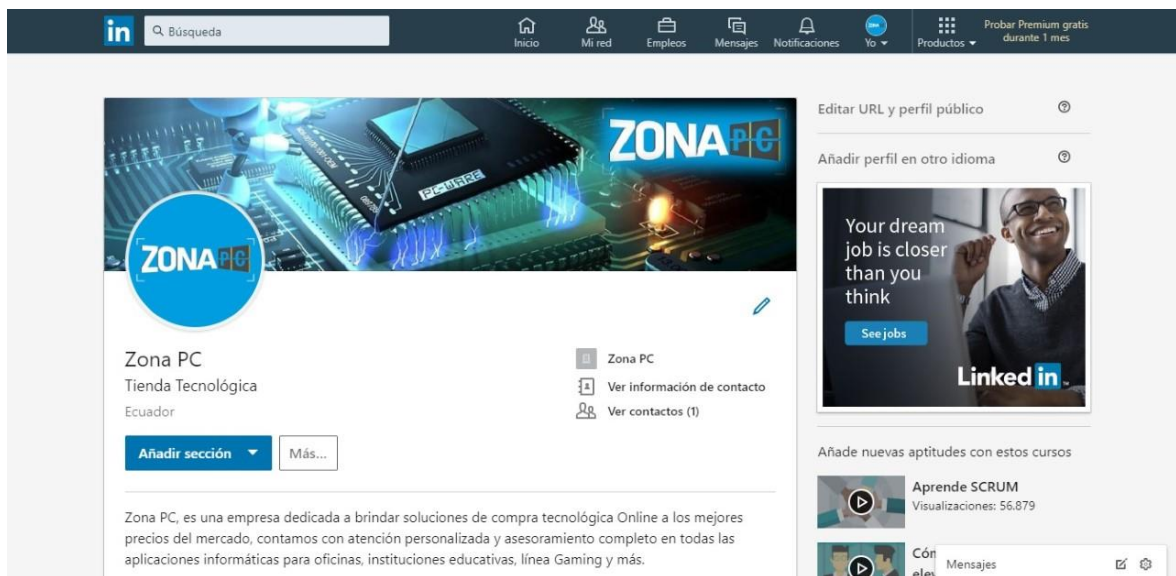 in
Búsqueda
Inicio
Mi red
Empleos
Mensajes
Notificaciones
Yo
Productos
Probar Premium gratis
durante 1 mes
ZONA PC
PC-WARE
ZONA PC
Editar URL y perfil público
Añadir perfil en otro idioma
Your dream
job is closer
than you
think
See jobs
Linked in
Zona PC
Tienda Tecnológica
Ecuador
Zona PC
Ver información de contacto
Ver contactos (1)
Añadir sección
Más...
Zona PC, es una empresa dedicada a brindar soluciones de compra tecnológica Online a los mejores
precios del mercado, contamos con atención personalizada y asesoramiento completo en todas las
aplicaciones informáticas para oficinas, instituciones educativas, línea Gaming y más.
Añade nuevas aptitudes con estos cursos
Aprende SCRUM
Visualizaciones: 56.879
Mensajes